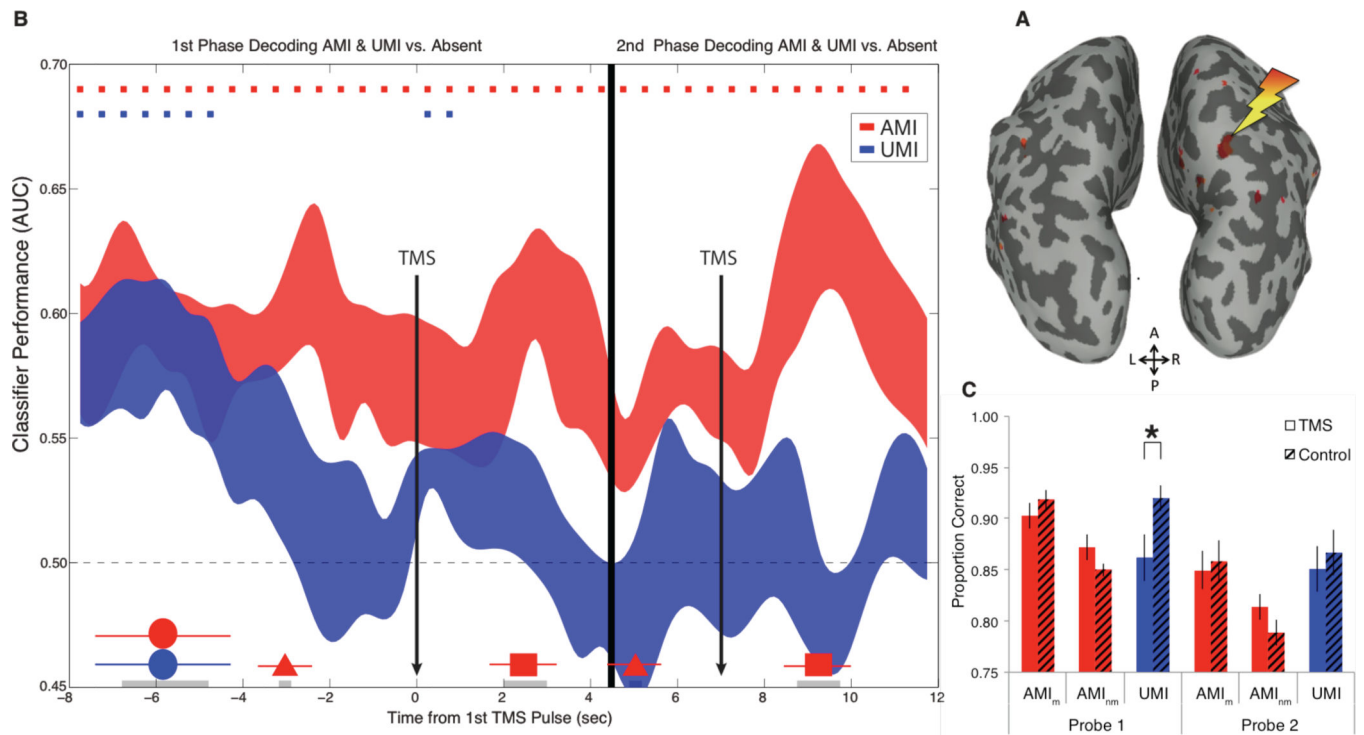 B
1st Phase Decoding AMI & UMI vs. Absent
2nd Phase Decoding AMI & UMI vs. Absent
Classifier Performance (AUC)
0.70
0.65
0.60
0.55
0.50
0.45
AMI
UMI
TMS
TMS
-8 -6 -4 -2 0 2 4 6 8 10 12
Time from 1st TMS Pulse (sec)
A
A
L R
P
C
Proportion Correct
1.00
0.95
0.90
0.85
0.80
0.75
*
TMS
Control
AMIm AMInm UMI AMIm AMInm UMI
Probe 1 Probe 2